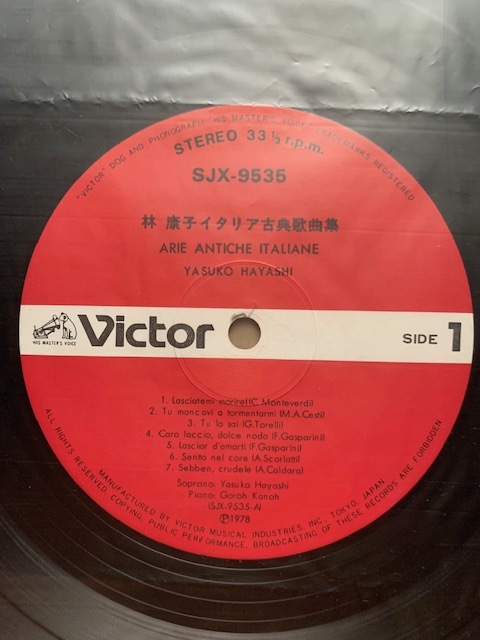 "VICTOR" DOG AND PHONOGRAPH "HIS MASTER'S VOICE" TRADEMARKS REGISTERED
STEREO 33 ⅓ r.p.m.
SJX-9535
林 康子イタリア古典歌曲集
ARIE ANTICHE ITALIANE
YASUKO HAYASHI
"HIS MASTER'S VOICE"
Victor
SIDE 1
1. Lasciatemi morire!(C.Monteverdi)
2. Tu mancavi a tormentarmi (M.A.Cesti)
3. Tu lo sai (G.Torelli)
4. Caro laccio, dolce nodo (F.Gasparini)
5. Lasciar d'amarti (F.Gasparini)
6. Sento nel core (A.Scarlatti)
7. Sebben, crudele (A.Caldara)
Soprano: Yasuko Hayashi
Piano: Goroh Kanoh
(SJX-9535-A)
Ⓟ1978
MANUFACTURED BY VICTOR MUSICAL INDUSTRIES, INC., TOKYO, JAPAN
ALL RIGHTS RESERVED. COPYING, PUBLIC PERFORMANCE, BROADCASTING OF THESE RECORDS ARE FORBIDDEN